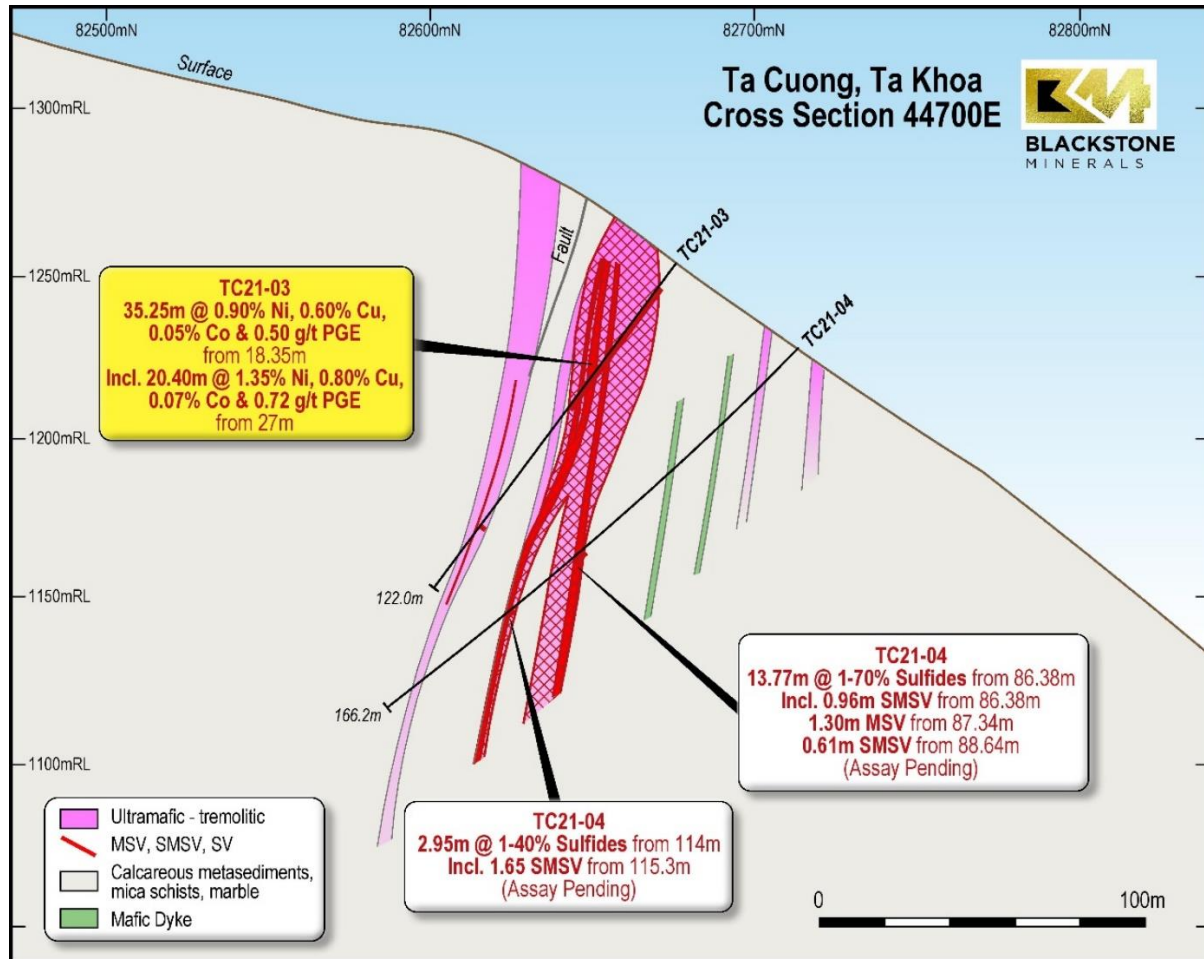 82500mN
82600mN
82700mN
82800mN
Surface
Ta Cuong, Ta Khoa
Cross Section 44700E
BLACKSTONE
MINERALS
1300mRL
1250mRL
1200mRL
1150mRL
1100mRL
Fault
TC21-03
TC21-04
TC21-03
35.25m @ 0.90% Ni, 0.60% Cu,
0.05% Co & 0.50 g/t PGE
from 18.35m
Incl. 20.40m @ 1.35% Ni, 0.80% Cu,
0.07% Co & 0.72 g/t PGE
from 27m
122.0m
166.2m
TC21-04
13.77m @ 1-70% Sulfides from 86.38m
Incl. 0.96m SMSV from 86.38m
1.30m MSV from 87.34m
0.61m SMSV from 88.64m
(Assay Pending)
TC21-04
2.95m @ 1-40% Sulfides from 114m
Incl. 1.65 SMSV from 115.3m
(Assay Pending)
Ultramafic - tremolitic
MSV, SMSV, SV
Calcareous metasediments,
mica schists, marble
Mafic Dyke
0
100m